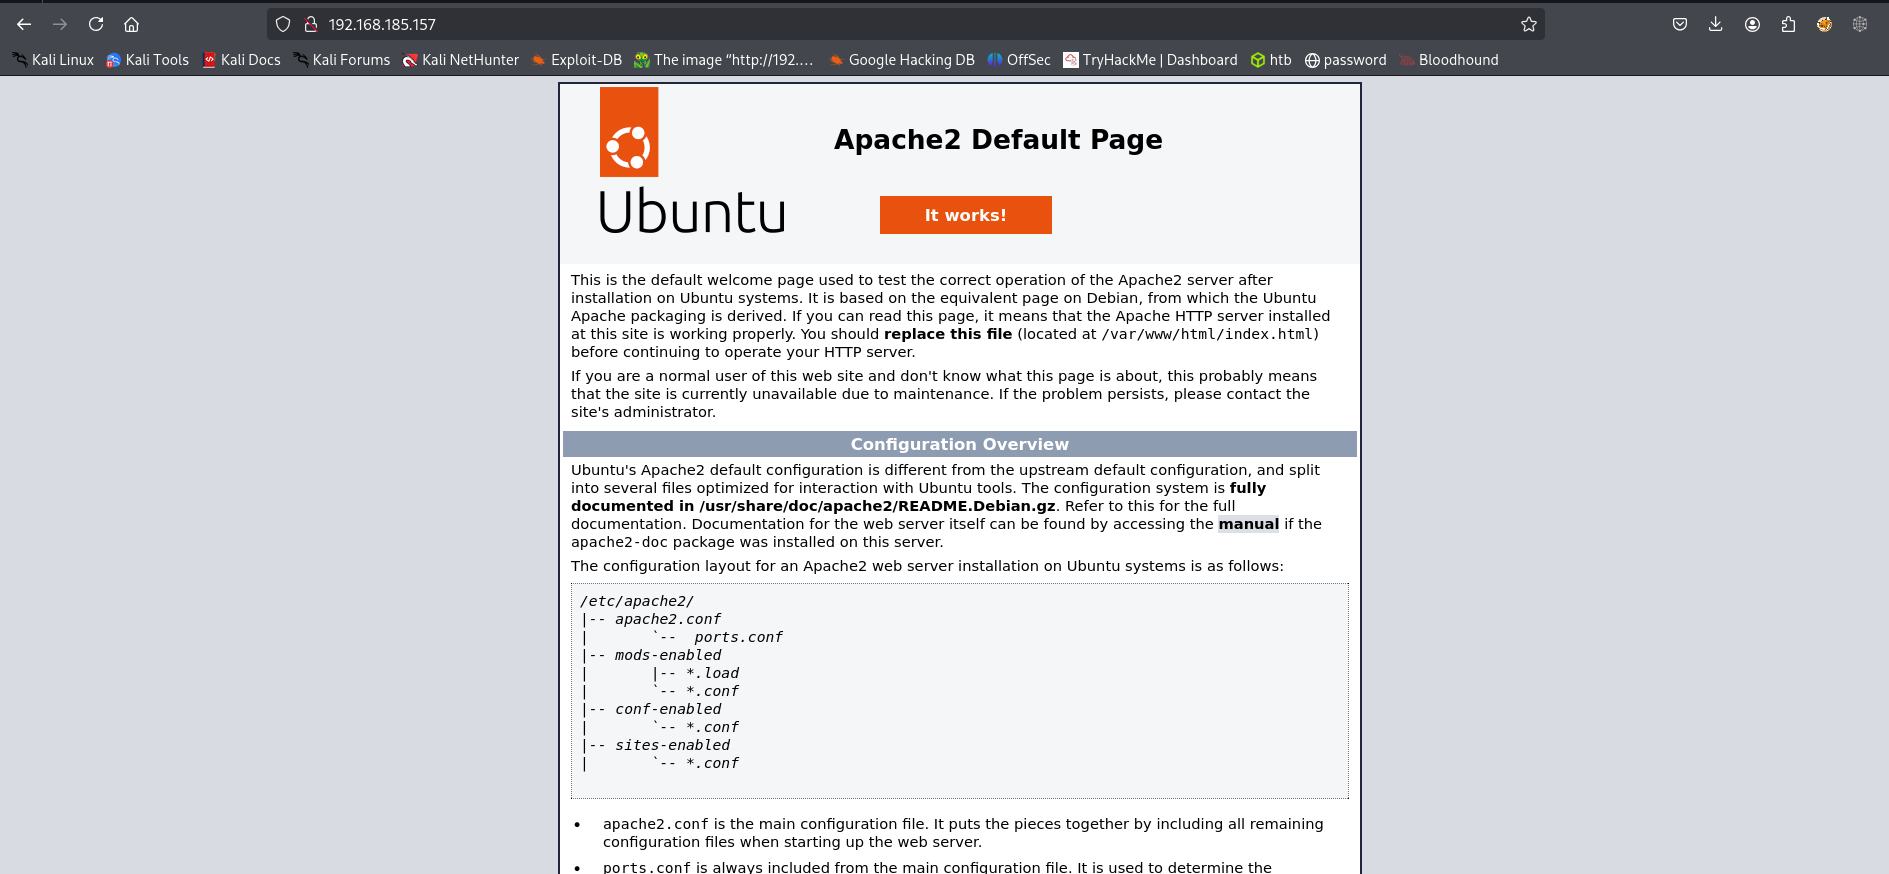 192.168.185.157
Kali Linux Kali Tools Kali Docs Kali Forums Kali NetHunter Exploit-DB The image “http://192.… Google Hacking DB OffSec TryHackMe | Dashboard htb password Bloodhound
Ubuntu
Apache2 Default Page
It works!
This is the default welcome page used to test the correct operation of the Apache2 server after
installation on Ubuntu systems. It is based on the equivalent page on Debian, from which the Ubuntu
Apache packaging is derived. If you can read this page, it means that the Apache HTTP server installed
at this site is working properly. You should replace this file (located at /var/www/html/index.html)
before continuing to operate your HTTP server.
If you are a normal user of this web site and don't know what this page is about, this probably means
that the site is currently unavailable due to maintenance. If the problem persists, please contact the
site's administrator.
Configuration Overview
Ubuntu's Apache2 default configuration is different from the upstream default configuration, and split
into several files optimized for interaction with Ubuntu tools. The configuration system is fully
documented in /usr/share/doc/apache2/README.Debian.gz. Refer to this for the full
documentation. Documentation for the web server itself can be found by accessing the manual if the
apache2-doc package was installed on this server.
The configuration layout for an Apache2 web server installation on Ubuntu systems is as follows:
/etc/apache2/
|-- apache2.conf
|       `--  ports.conf
|-- mods-enabled
|       |-- *.load
|       `-- *.conf
|-- conf-enabled
|       `-- *.conf
|-- sites-enabled
|       `-- *.conf
• apache2.conf is the main configuration file. It puts the pieces together by including all remaining
configuration files when starting up the web server.
• ports.conf is always included from the main configuration file. It is used to determine the